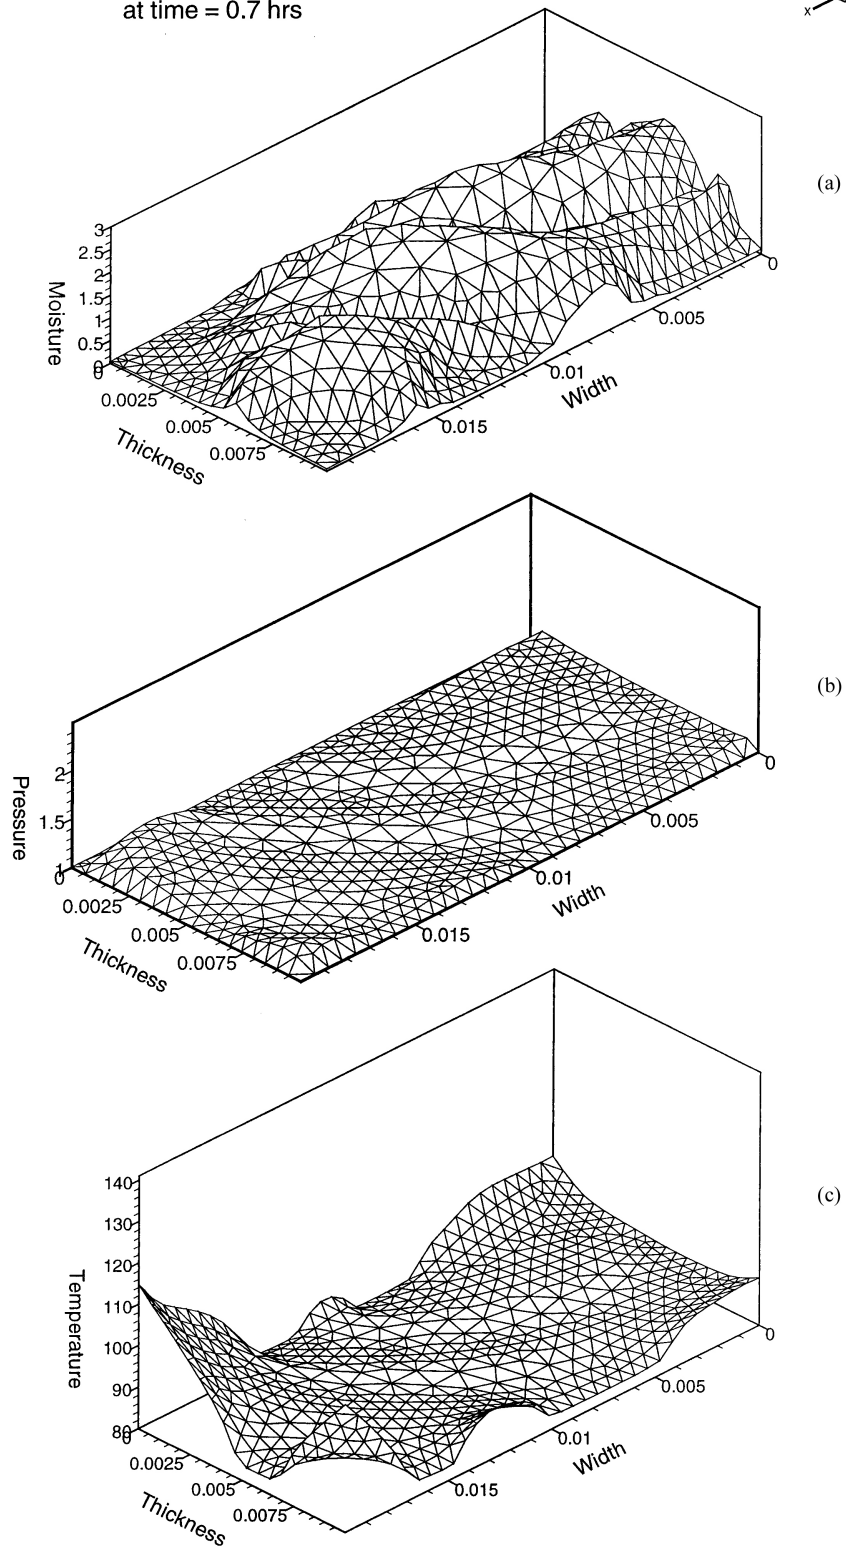 at time = 0.7 hrs
x
(a)
3
2.5
2
1.5
1
0.5
0
Moisture
0
0.0025
0.005
0.0075
Thickness
0
0.005
0.01
0.015
Width
(b)
2
1.5
1
Pressure
0
0.0025
0.005
0.0075
Thickness
0
0.005
0.01
0.015
Width
(c)
140
130
120
110
100
90
80
Temperature
0
0.0025
0.005
0.0075
Thickness
0
0.005
0.01
0.015
Width